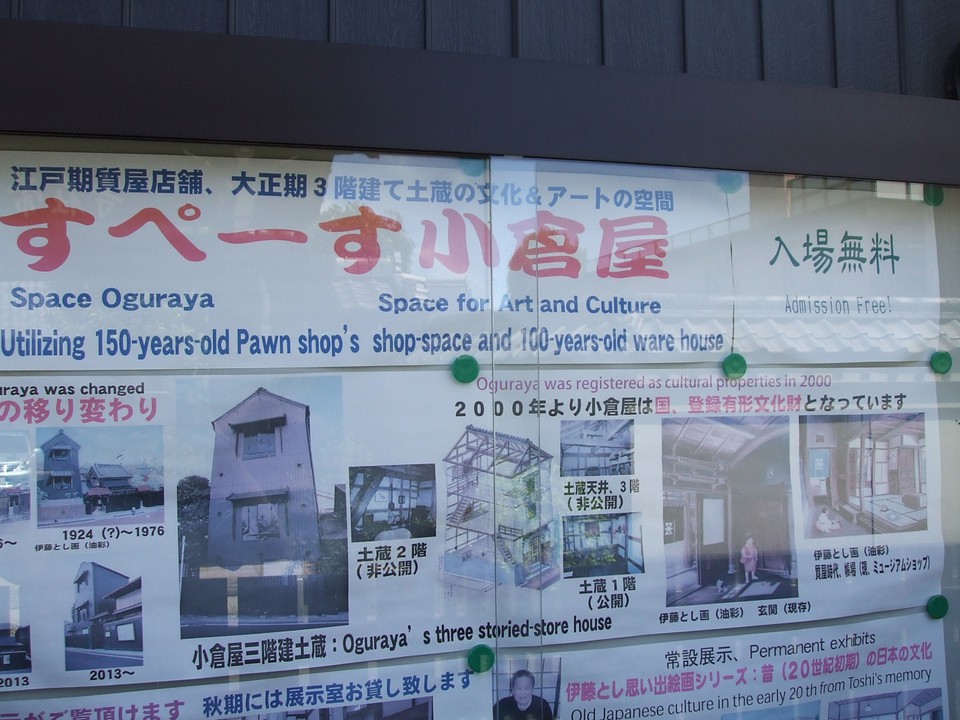 江戸期質屋店舗、大正期3階建て土蔵の文化&アートの空間
すぺーす小倉屋
入場無料
Space Oguraya
Space for Art and Culture
Admission Free!
Utilizing 150-years-old Pawn shop's shop-space and 100-years-old ware house
uraya was changed
の移り変わり
Oguraya was registered as cultural properties in 2000
2000年より小倉屋は国、登録有形文化財となっています
1924 (?)～1976
伊藤とし画(油彩)
土蔵2階
(非公開)
土蔵天井、3階
(非公開)
土蔵1階
(公開)
伊藤とし画(油彩) 玄関(現存)
伊藤とし画(油彩)
質屋時代、帳場(現、ミュージアムショップ)
2013
2013～
小倉屋三階建土蔵:Oguraya's three storied-store house
がご覧頂けます
秋期には展示室お貸し致します
常設展示、Permanent exhibits
伊藤とし思い出絵画シリーズ:昔(20世紀初期)の日本の文化
Old Japanese culture in the early 20 th from Toshi's memory